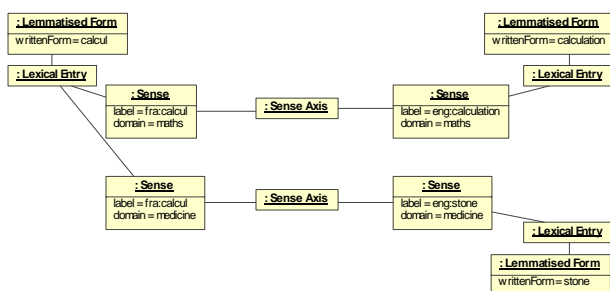 : Lemmatised Form
writtenForm= calcul
: Lemmatised Form
writtenForm= calculation
: Lexical Entry
: Lexical Entry
: Sense
label = fra:calcul
domain = maths
: Sense Axis
: Sense
label = eng:calculation
domain = maths
: Sense
label = fra:calcul
domain = medicine
: Sense Axis
: Sense
label = eng:stone
domain = medicine
: Lexical Entry
: Lemmatised Form
writtenForm= stone